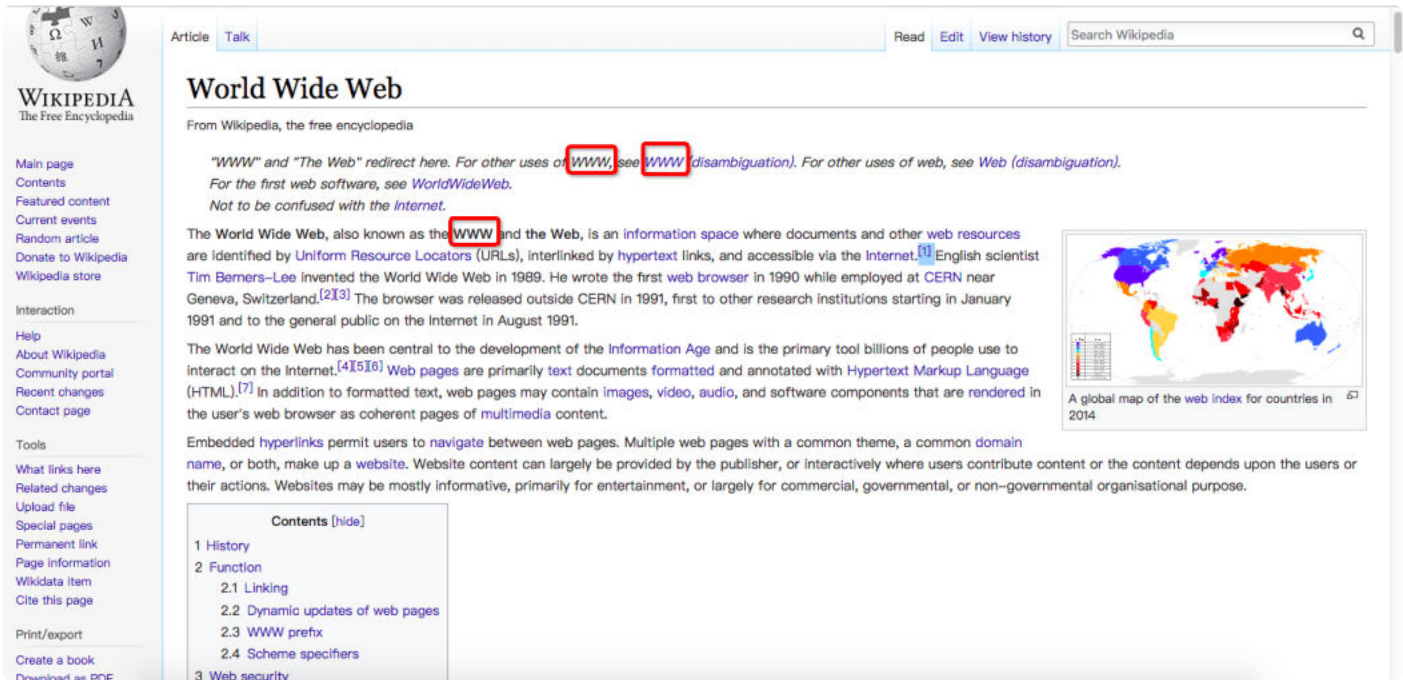 Ω
W
И
維
7
WIKIPEDIA
The Free Encyclopedia
Main page
Contents
Featured content
Current events
Random article
Donate to Wikipedia
Wikipedia store
Interaction
Help
About Wikipedia
Community portal
Recent changes
Contact page
Tools
What links here
Related changes
Upload file
Special pages
Permanent link
Page information
Wikidata item
Cite this page
Print/export
Create a book
Download as PDF
Article Talk
Read Edit View history Search Wikipedia
World Wide Web
From Wikipedia, the free encyclopedia
"WWW" and "The Web" redirect here. For other uses of WWW, see WWW (disambiguation). For other uses of web, see Web (disambiguation).
For the first web software, see WorldWideWeb.
Not to be confused with the Internet.
The World Wide Web, also known as the WWW and the Web, is an information space where documents and other web resources
are identified by Uniform Resource Locators (URLs), interlinked by hypertext links, and accessible via the Internet.[1] English scientist
Tim Berners–Lee invented the World Wide Web in 1989. He wrote the first web browser in 1990 while employed at CERN near
Geneva, Switzerland.[2][3] The browser was released outside CERN in 1991, first to other research institutions starting in January
1991 and to the general public on the Internet in August 1991.
The World Wide Web has been central to the development of the Information Age and is the primary tool billions of people use to
interact on the Internet.[4][5][6] Web pages are primarily text documents formatted and annotated with Hypertext Markup Language
(HTML).[7] In addition to formatted text, web pages may contain images, video, audio, and software components that are rendered in
the user's web browser as coherent pages of multimedia content.
A global map of the web index for countries in
2014
Embedded hyperlinks permit users to navigate between web pages. Multiple web pages with a common theme, a common domain
name, or both, make up a website. Website content can largely be provided by the publisher, or interactively where users contribute content or the content depends upon the users or
their actions. Websites may be mostly informative, primarily for entertainment, or largely for commercial, governmental, or non–governmental organisational purpose.
Contents [hide]
1 History
2 Function
2.1 Linking
2.2 Dynamic updates of web pages
2.3 WWW prefix
2.4 Scheme specifiers
3 Web security